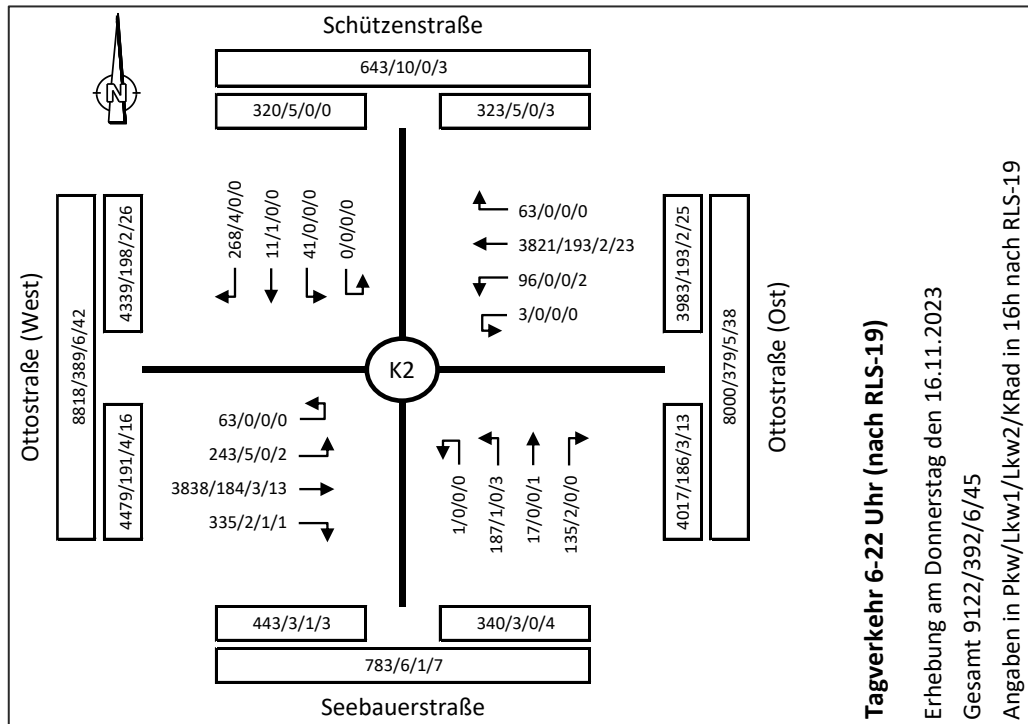 Schützenstraße
643/10/0/3
320/5/0/0
323/5/0/3
N
268/4/0/0
11/1/0/0
41/0/0/0
0/0/0/0
63/0/0/0
3821/193/2/23
96/0/0/2
3/0/0/0
Ottostraße (West)
8818/389/6/42
4339/198/2/26
4479/191/4/16
3983/193/2/25
8000/379/5/38
4017/186/3/13
Ottostraße (Ost)
K2
63/0/0/0
243/5/0/2
3838/184/3/13
335/2/1/1
1/0/0/0
187/1/0/3
17/0/0/1
135/2/0/0
443/3/1/3
340/3/0/4
783/6/1/7
Seebauerstraße
Tagverkehr 6-22 Uhr (nach RLS-19)
Erhebung am Donnerstag den 16.11.2023
Gesamt 9122/392/6/45
Angaben in Pkw/Lkw1/Lkw2/KRad in 16h nach RLS-19